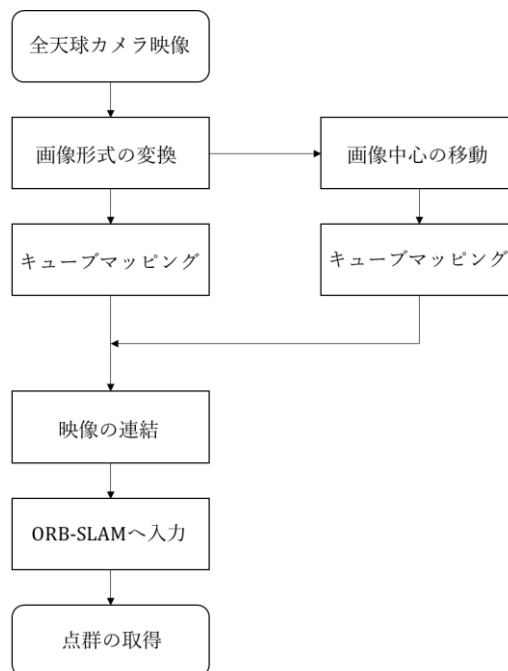 全天球カメラ映像
画像形式の変換
画像中心の移動
キューブマッピング
キューブマッピング
映像の連結
ORB-SLAMへ入力
点群の取得